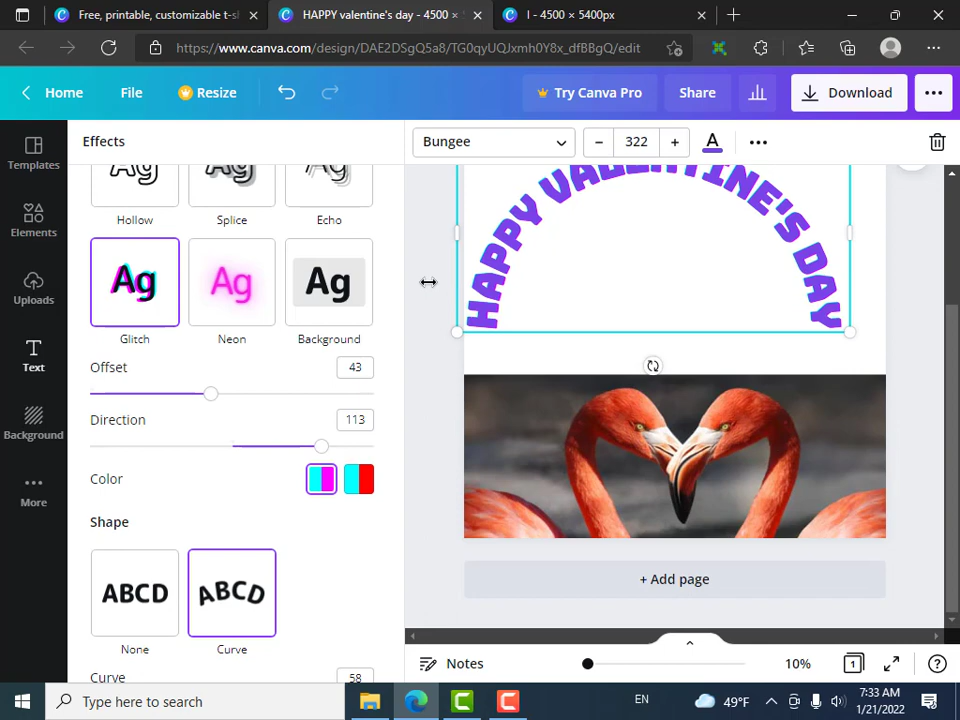 Free, printable, customizable t-s
HAPPY valentine's day - 4500 ×
I - 4500 × 5400px
https://www.canva.com/design/DAE2DSgQ5a8/TG0qyUQJxmh0Y8x_dfBBgQ/edit
Home
File
Resize
Try Canva Pro
Share
Download
Effects
Bungee
322
A
Templates
Elements
Uploads
Text
Background
More
Ag
Ag
Ag
Hollow
Splice
Echo
Ag
Ag
Ag
Glitch
Neon
Background
Offset
43
Direction
113
Color
Shape
ABCD
ABCD
None
Curve
Curve
58
HAPPY VALENTINE'S DAY
+ Add page
Notes
10%
1
Type here to search
49°F
EN
7:33 AM
1/21/2022